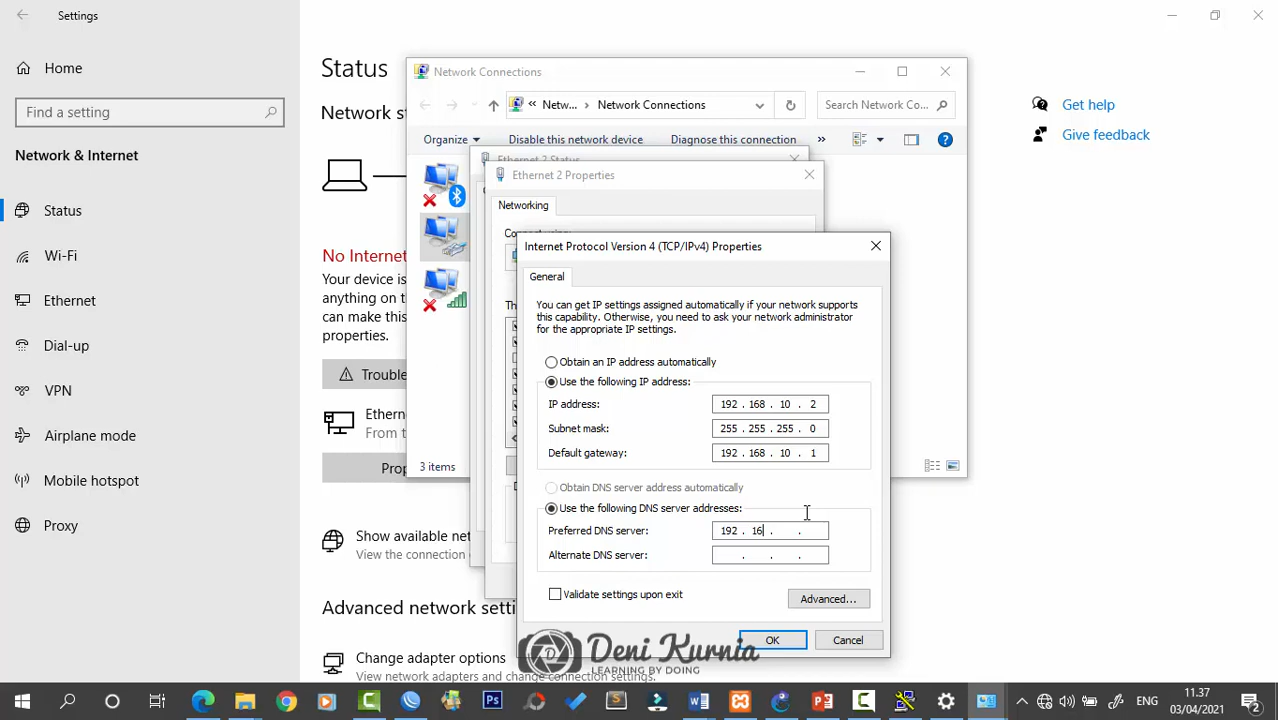 Settings
Home
Find a setting
Network & Internet
Status
Wi-Fi
Ethernet
Dial-up
VPN
Airplane mode
Mobile hotspot
Proxy
Status
Network s
No Internet
Your device is
anything on t
can make this
properties.
Trouble
Ether
From t
Prop
Show available net
View the connection
Advanced network setti
Change adapter options
View network adapters and change connection settings.
Get help
Give feedback
Network Connections
« Netw... › Network Connections
Search Network Co...
Organize
Disable this network device
Diagnose this connection
»
3 items
Ethernet 2 Status
Ethernet 2 Properties
Networking
Internet Protocol Version 4 (TCP/IPv4) Properties
General
You can get IP settings assigned automatically if your network supports
this capability. Otherwise, you need to ask your network administrator
for the appropriate IP settings.
Obtain an IP address automatically
Use the following IP address:
IP address: 192 . 168 . 10 . 2
Subnet mask: 255 . 255 . 255 . 0
Default gateway: 192 . 168 . 10 . 1
Obtain DNS server address automatically
Use the following DNS server addresses:
Preferred DNS server: 192 . 16 . .
Alternate DNS server: . . .
Validate settings upon exit
Advanced...
OK
Cancel
Deni Kurnia
LEARNING BY DOING
ENG
11.37
03/04/2021
2